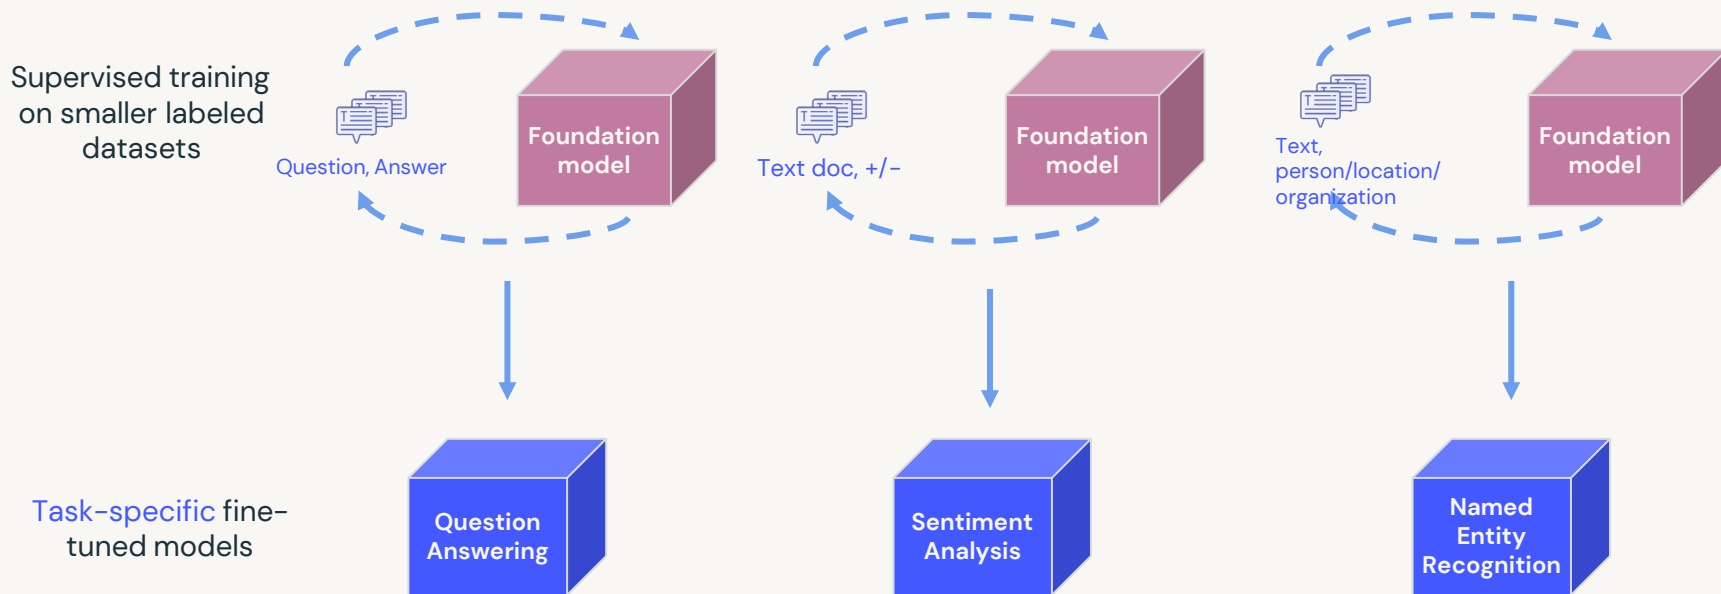 Supervised training
on smaller labeled
datasets
Question, Answer
Foundation
model
Text doc, +/-
Foundation
model
Text,
person/location/
organization
Foundation
model
Task-specific fine-
tuned models
Question
Answering
Sentiment
Analysis
Named
Entity
Recognition